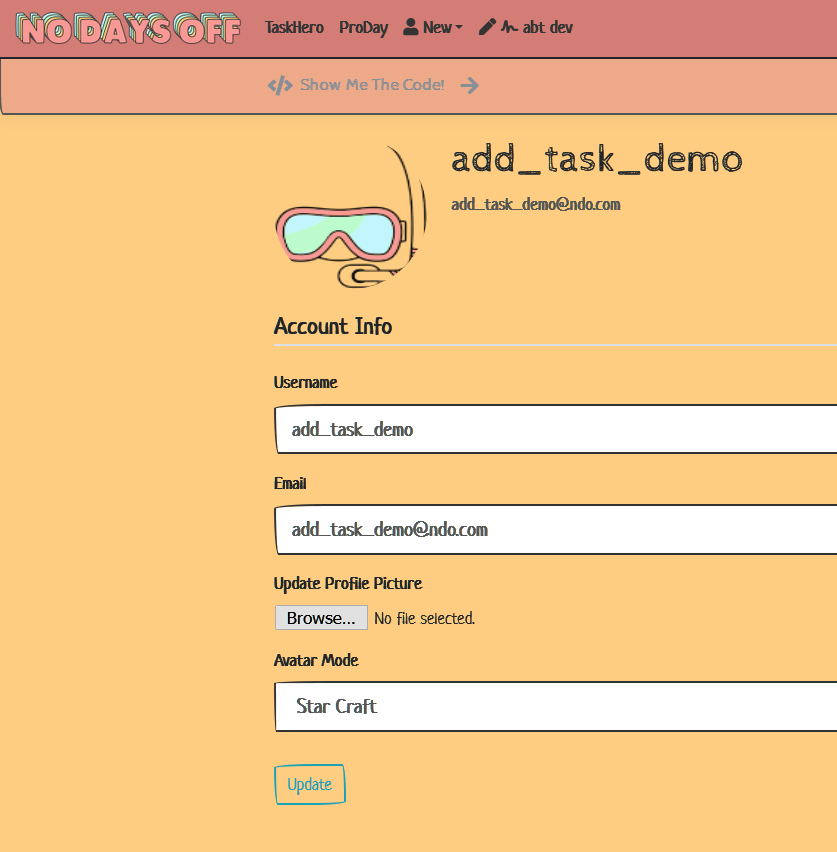 NO DAYS OFF TaskHero ProDay New abt dev
Show Me The Code!
add_task_demo
add_task_demo@ndo.com
Account Info
Username
add_task_demo
Email
add_task_demo@ndo.com
Update Profile Picture
Browse... No file selected.
Avatar Mode
Star Craft
Update